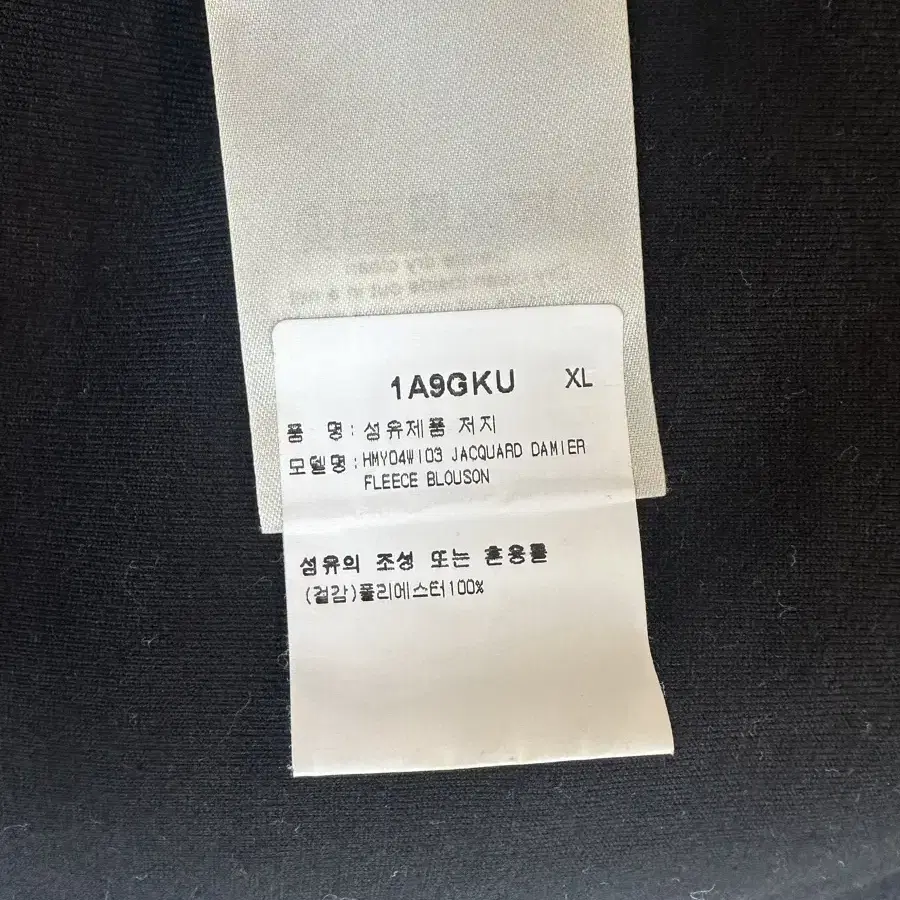 1A9GKU XL
품 명: 섬유제품 저지
모델명: HMY04WI03 JACQUARD DAMIER
FLEECE BLOUSON
섬유의 조성 또는 혼용률
(겉감)폴리에스터100%